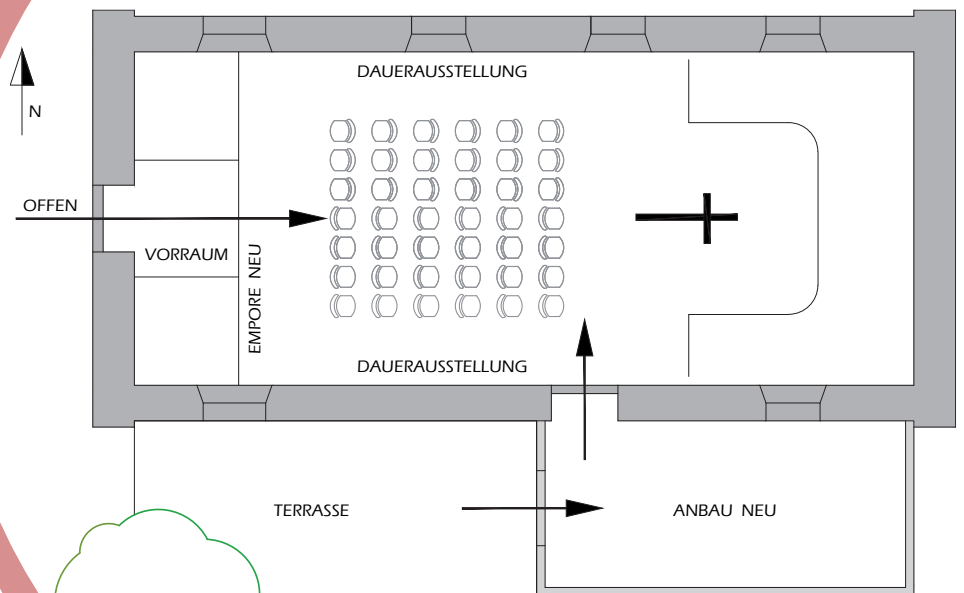 DAUERAUSSTELLUNG
N
OFFEN
VORRAUM
EMPORE NEU
DAUERAUSSTELLUNG
TERRASSE
ANBAU NEU